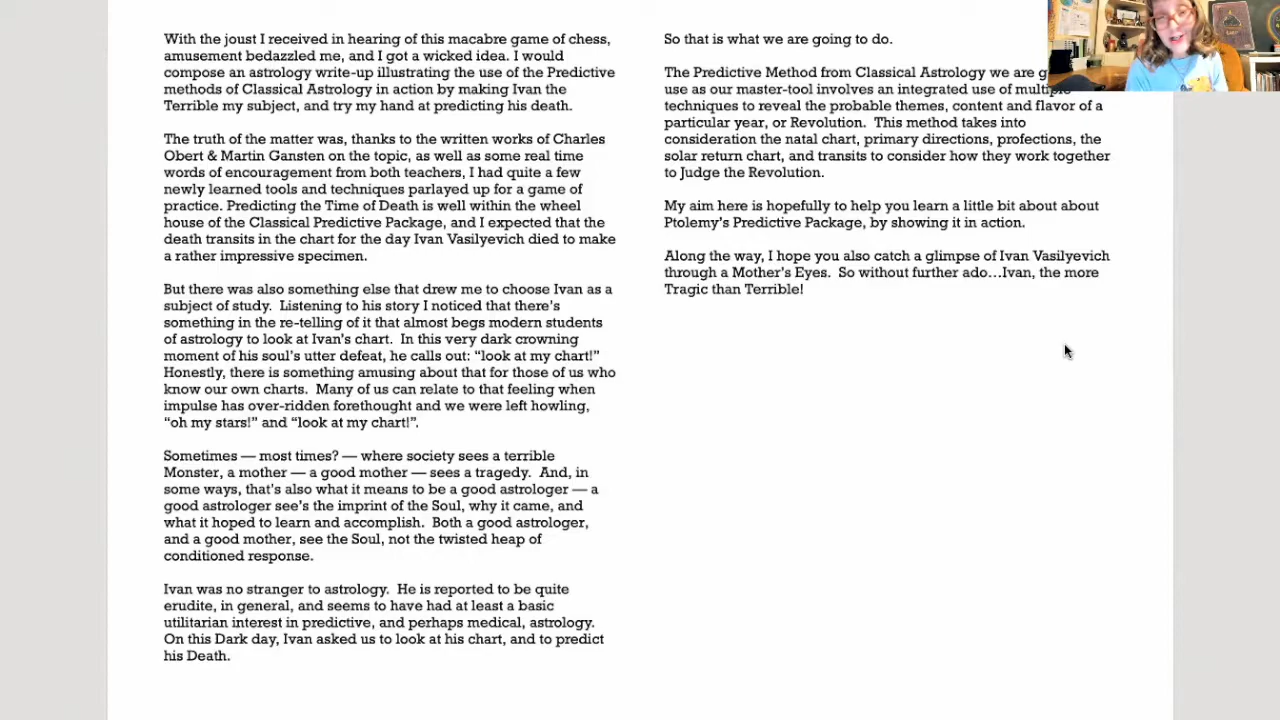 With the joust I received in hearing of this macabre game of chess,
amusement bedazzled me, and I got a wicked idea. I would
compose an astrology write-up illustrating the use of the Predictive
methods of Classical Astrology in action by making Ivan the
Terrible my subject, and try my hand at predicting his death.
The truth of the matter was, thanks to the written works of Charles
Obert & Martin Gansten on the topic, as well as some real time
words of encouragement from both teachers, I had quite a few
newly learned tools and techniques parlayed up for a game of
practice. Predicting the Time of Death is well within the wheel
house of the Classical Predictive Package, and I expected that the
death transits in the chart for the day Ivan Vasilyevich died to make
a rather impressive specimen.
But there was also something else that drew me to choose Ivan as a
subject of study. Listening to his story I noticed that there's
something in the re-telling of it that almost begs modern students
of astrology to look at Ivan's chart. In this very dark crowning
moment of his soul's utter defeat, he calls out: “look at my chart!”
Honestly, there is something amusing about that for those of us who
know our own charts. Many of us can relate to that feeling when
impulse has over-ridden forethought and we were left howling,
“oh my stars!” and “look at my chart!”.
Sometimes — most times? — where society sees a terrible
Monster, a mother — a good mother — sees a tragedy. And, in
some ways, that's also what it means to be a good astrologer — a
good astrologer see's the imprint of the Soul, why it came, and
what it hoped to learn and accomplish. Both a good astrologer,
and a good mother, see the Soul, not the twisted heap of
conditioned response.
Ivan was no stranger to astrology. He is reported to be quite
erudite, in general, and seems to have had at least a basic
utilitarian interest in predictive, and perhaps medical, astrology.
On this Dark day, Ivan asked us to look at his chart, and to predict
his Death.
So that is what we are going to do.
The Predictive Method from Classical Astrology we are g
use as our master-tool involves an integrated use of multiple
techniques to reveal the probable themes, content and flavor of a
particular year, or Revolution. This method takes into
consideration the natal chart, primary directions, profections, the
solar return chart, and transits to consider how they work together
to Judge the Revolution.
My aim here is hopefully to help you learn a little bit about about
Ptolemy's Predictive Package, by showing it in action.
Along the way, I hope you also catch a glimpse of Ivan Vasilyevich
through a Mother's Eyes. So without further ado...Ivan, the more
Tragic than Terrible!